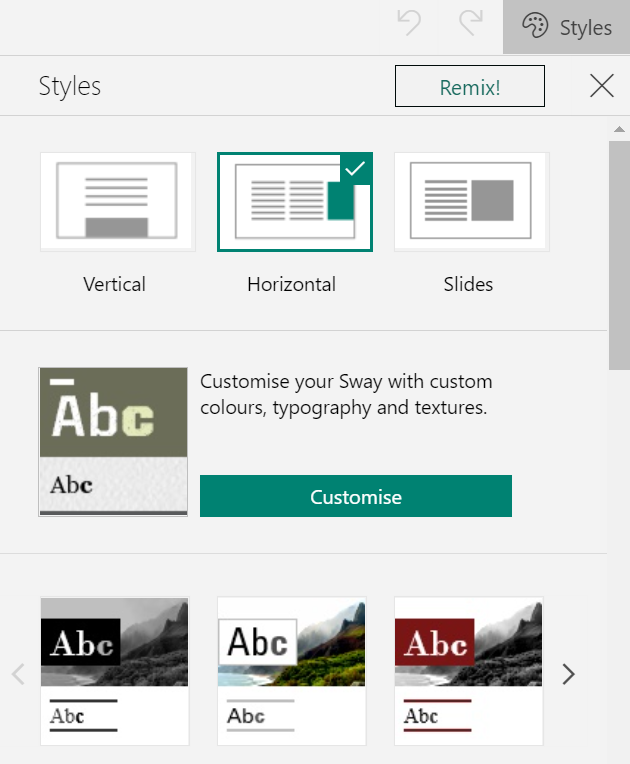 Styles
Styles
Remix!
Vertical
Horizontal
Slides
Abc
Abc
Customise your Sway with custom
colours, typography and textures.
Customise
Abc
Abc
Abc
Abc
Abc
Abc